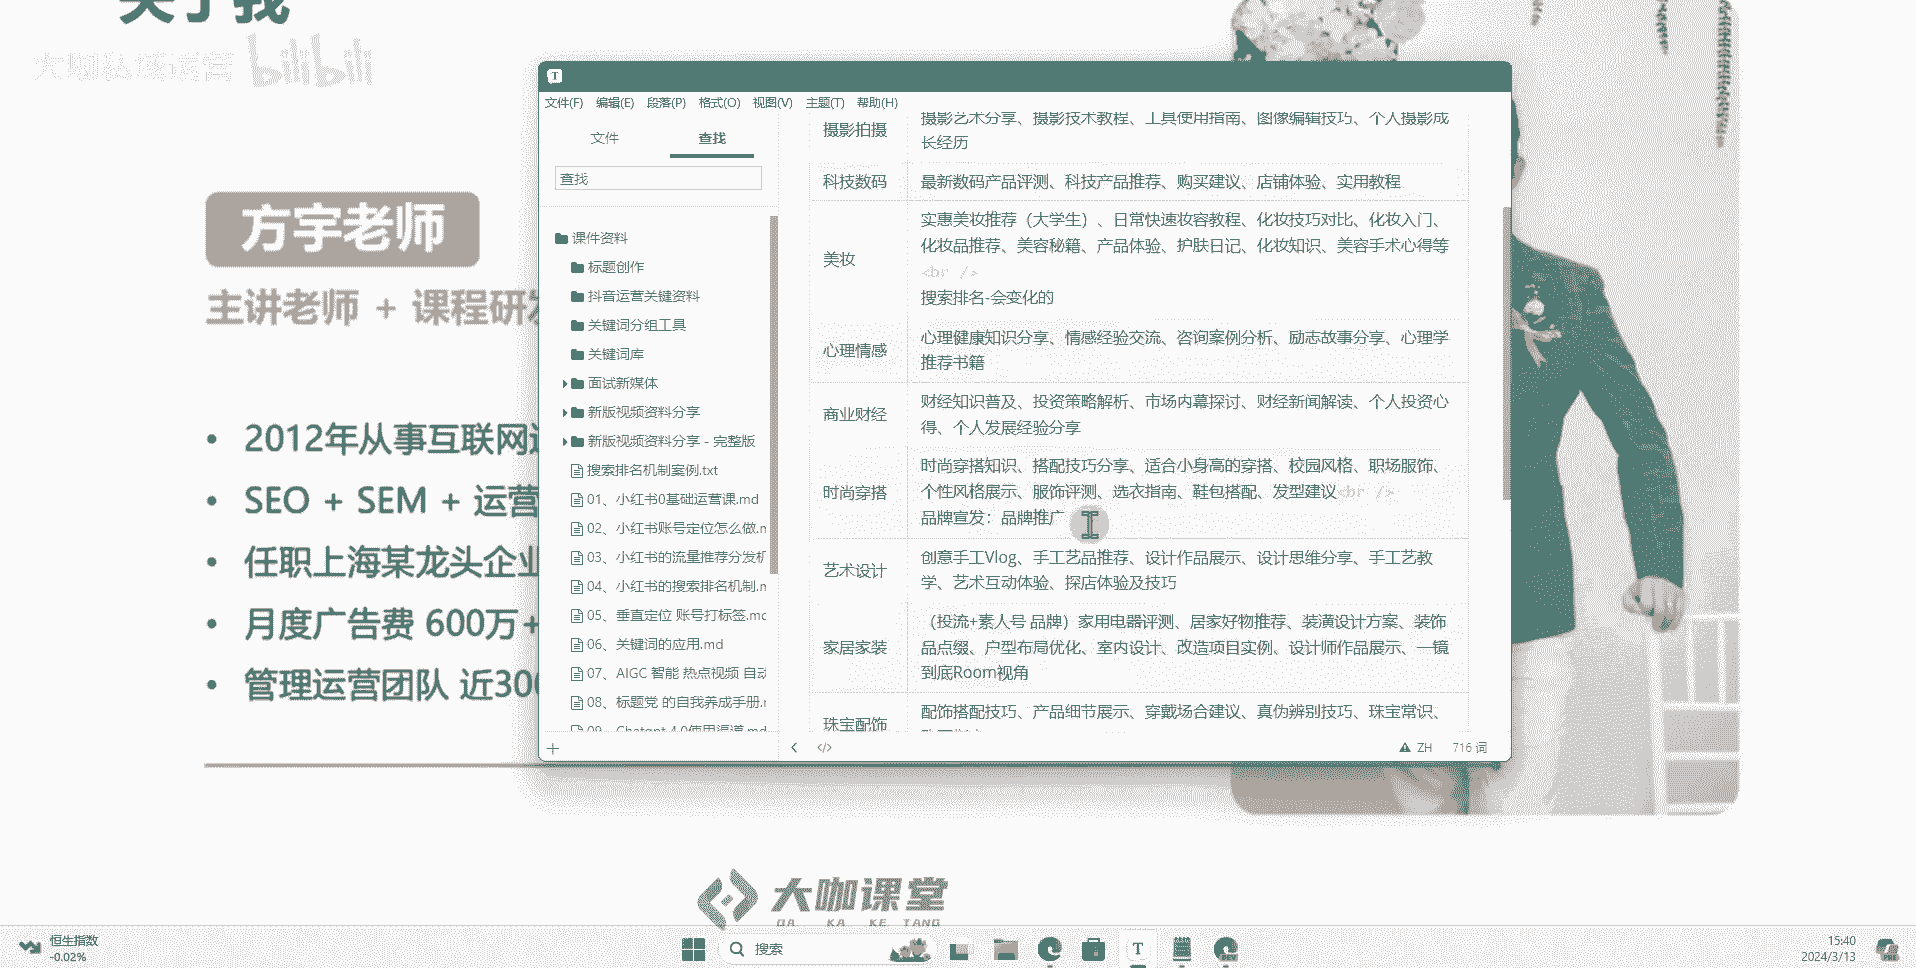 关于我
大咖私域运营 bilibili
方宇老师
主讲老师 + 课程研
• 2012年从事互联网
• SEO + SEM + 运营
• 任职上海某龙头企业
• 月度广告费 600万+
• 管理运营团队 近300
文件(F) 编辑(E) 段落(P) 格式(O) 视图(V) 主题(T) 帮助(H)
文件 查找
查找
课件资料
标题创作
抖音运营关键资料
关键词分组工具
关键词库
面试新媒体
新版视频资料分享
新版视频资料分享 - 完整版
搜索排名机制案例.txt
01、小红书0基础运营课.md
02、小红书账号定位怎么做.m
03、小红书的流量推荐分发机
04、小红书的搜索排名机制.m
05、垂直定位 账号打标签.md
06、关键词的应用.md
07、AIGC 智能 热点视频 自动
08、标题党 的自我养成手册.r
09、Chatgpt 4.0使用渠道.md
摄影拍摄
摄影艺术分享、摄影技术教程、工具使用指南、图像编辑技巧、个人摄影成
长经历
科技数码
最新数码产品评测、科技产品推荐、购买建议、店铺体验、实用教程
美妆
实惠美妆推荐（大学生）、日常快速妆容教程、化妆技巧对比、化妆入门、
化妆品推荐、美容秘籍、产品体验、护肤日记、化妆知识、美容手术心得等
<br />
搜索排名-会变化的
心理情感
心理健康知识分享、情感经验交流、咨询案例分析、励志故事分享、心理学
推荐书籍
商业财经
财经知识普及、投资策略解析、市场内幕探讨、财经新闻解读、个人投资心
得、个人发展经验分享
时尚穿搭
时尚穿搭知识、搭配技巧分享、适合小身高的穿搭、校园风格、职场服饰、
个性风格展示、服饰评测、选衣指南、鞋包搭配、发型建议<br />
品牌宣发：品牌推广
艺术设计
创意手工Vlog、手工艺品推荐、设计作品展示、设计思维分享、手工艺教
学、艺术互动体验、探店体验及技巧
家居家装
（投流+素人号 品牌）家用电器评测、居家好物推荐、装潢设计方案、装饰
品点缀、户型布局优化、室内设计、改造项目实例、设计师作品展示、一镜
到底Room视角
珠宝配饰
配饰搭配技巧、产品细节展示、穿戴场合建议、真伪辨别技巧、珠宝常识、
ZH 716 词
大咖课堂
DA KA KE TANG
恒生指数
-0.02%
搜索
15:40
2024/3/13